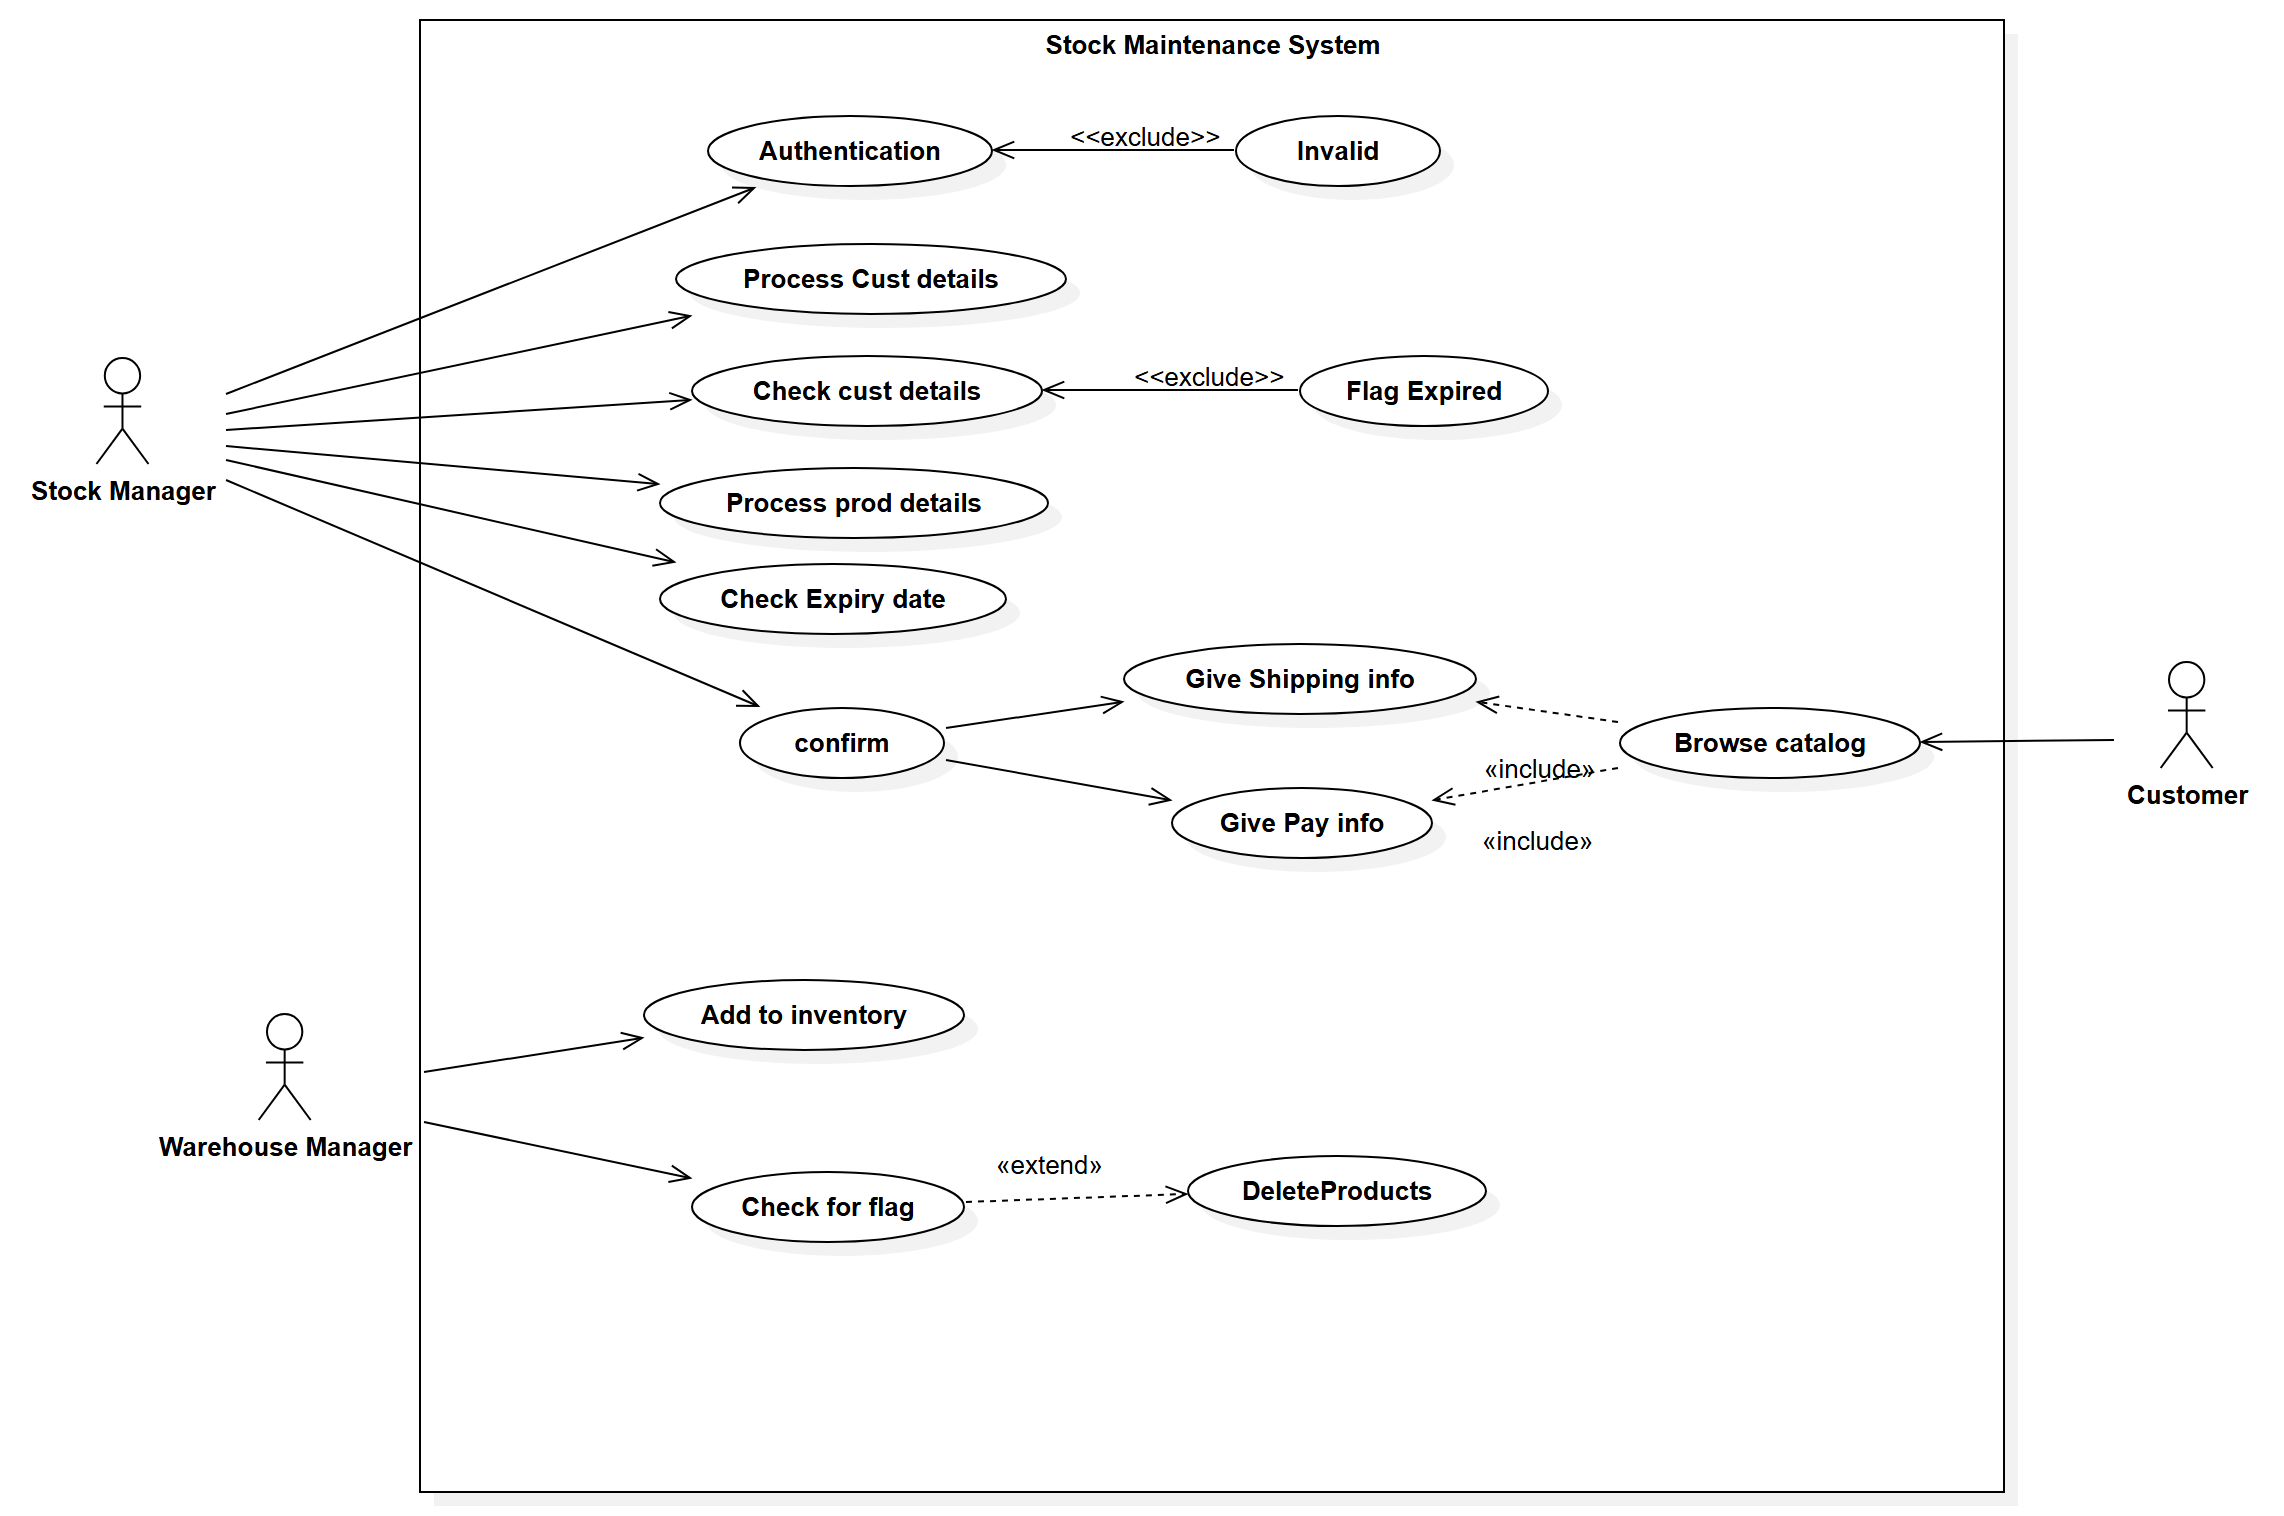 Stock Maintenance System
Authentication
<<exclude>>
Invalid
Process Cust details
Check cust details
<<exclude>>
Flag Expired
Stock Manager
Process prod details
Check Expiry date
Give Shipping info
confirm
Browse catalog
«include»
Customer
Give Pay info
«include»
Add to inventory
Warehouse Manager
«extend»
DeleteProducts
Check for flag